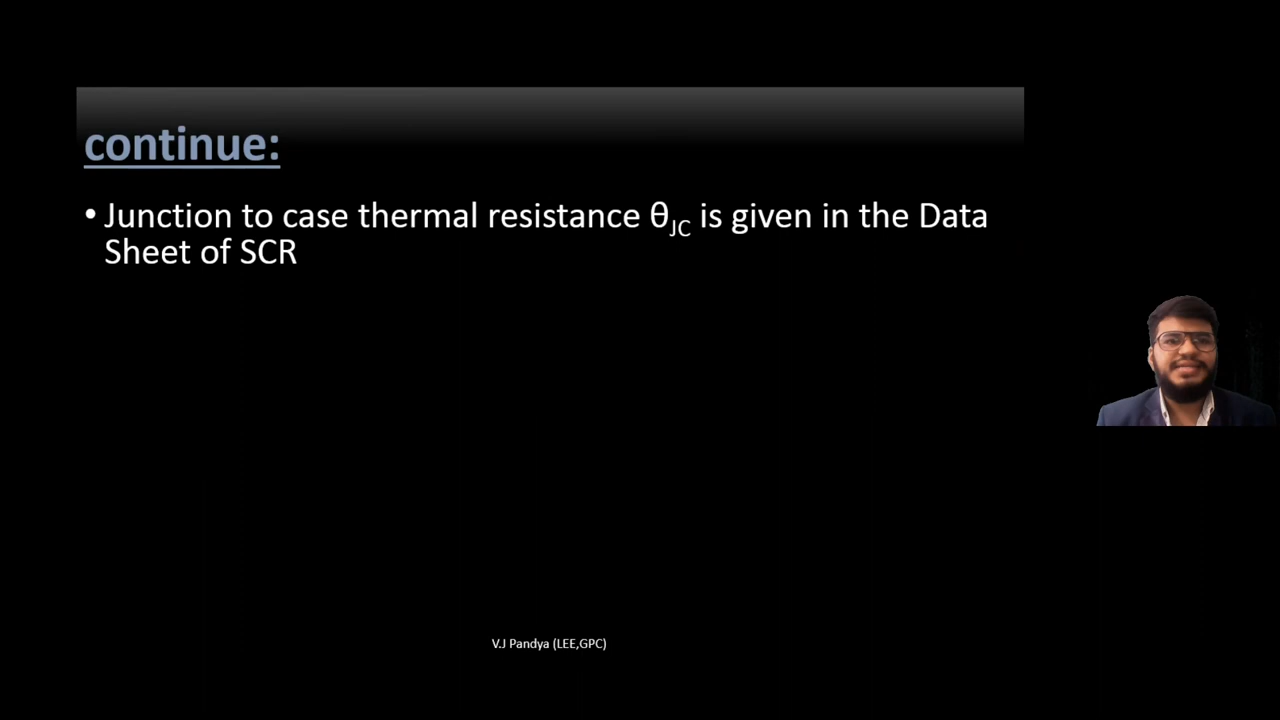 continue:
• Junction to case thermal resistance θJC is given in the Data
Sheet of SCR
V.J Pandya (LEE,GPC)